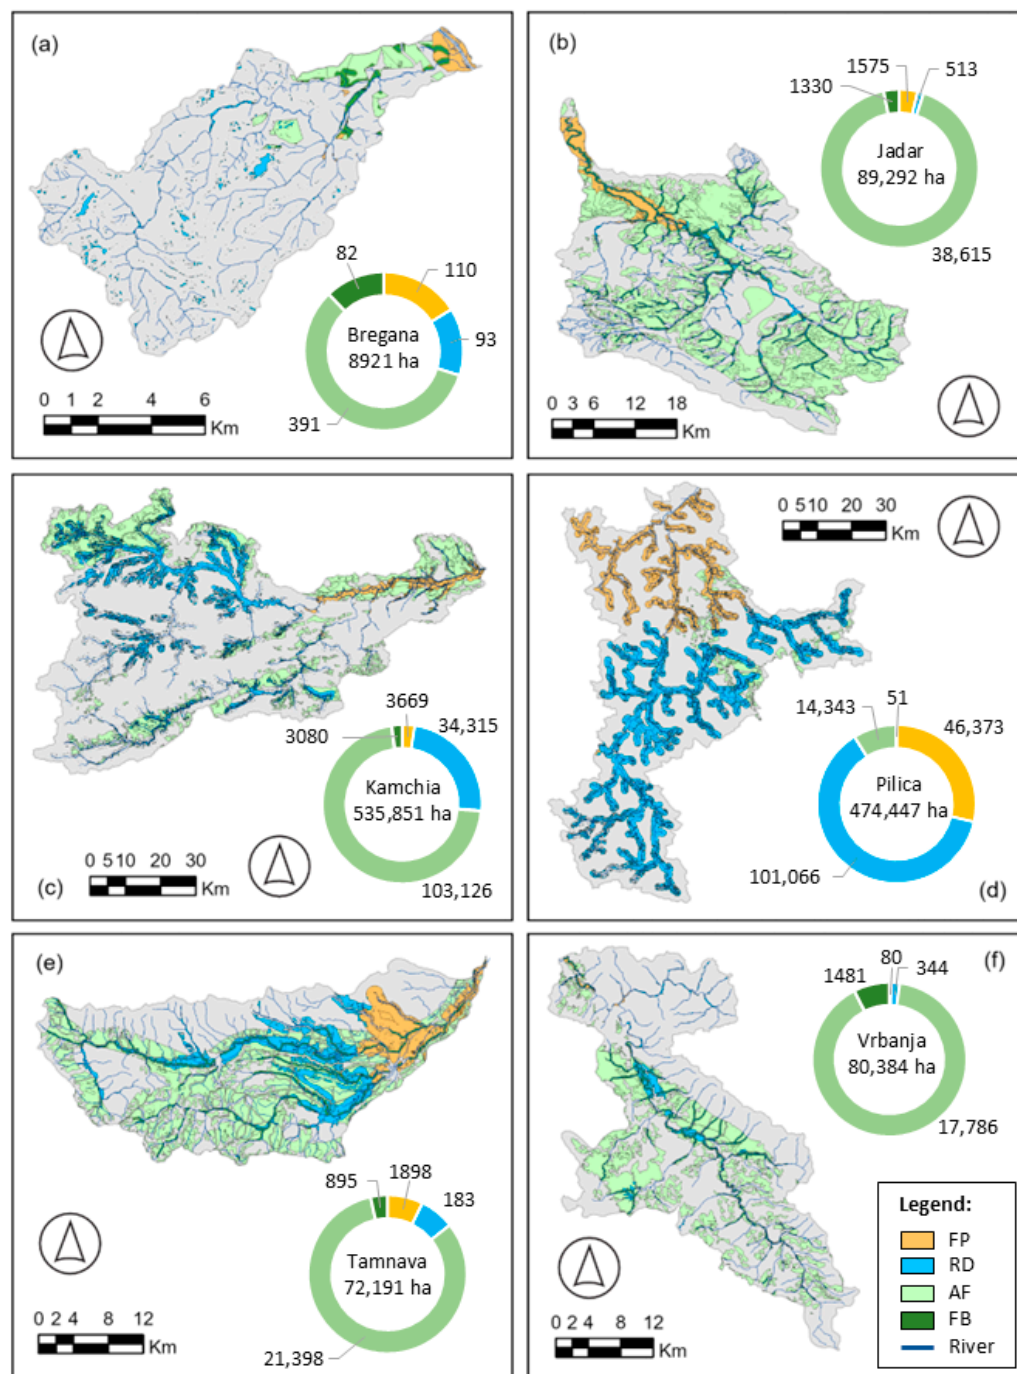 (a)
82
110
Bregana
8921 ha
93
391
0 1 2 4 6
Km
(b)
1575
513
1330
Jadar
89,292 ha
38,615
0 3 6 12 18
Km
3669
34,315
3080
Kamchia
535,851 ha
103,126
0 5 10 20 30
Km
(c)
0 5 10 20 30
Km
14,343
51
46,373
Pilica
474,447 ha
101,066
(d)
(e)
895
1898
183
Tamnava
72,191 ha
21,398
0 2 4 8 12
Km
(f)
1481
80
344
Vrbanja
80,384 ha
17,786
0 2 4 8 12
Km
Legend:
FP
RD
AF
FB
River